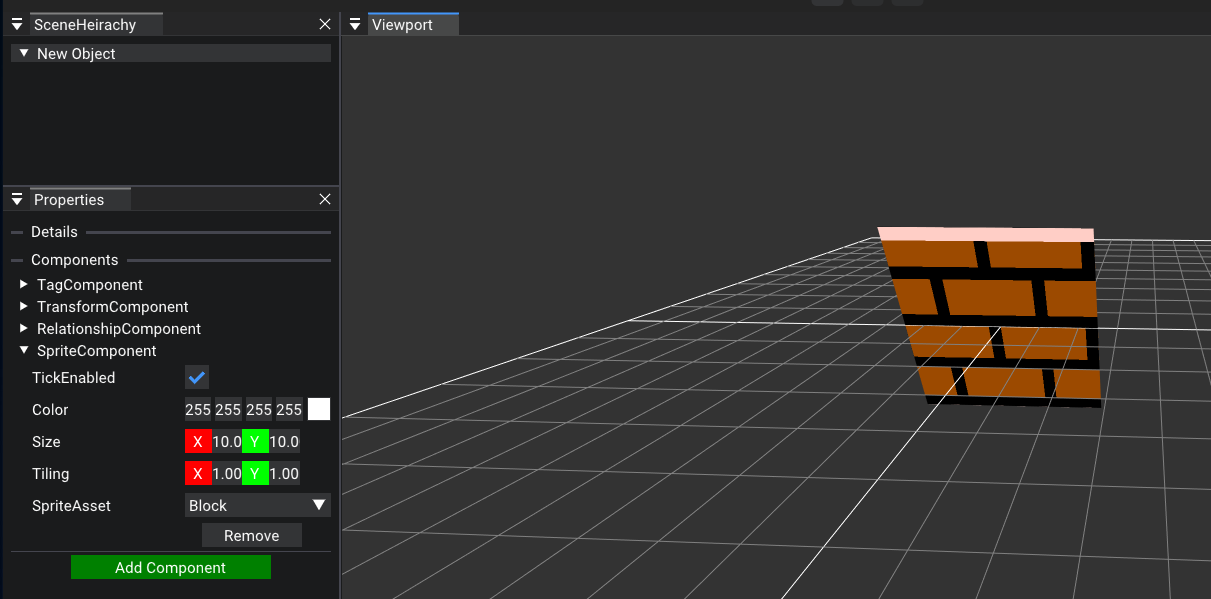 SceneHeirachy
New Object
Properties
Details
Components
TagComponent
TransformComponent
RelationshipComponent
SpriteComponent
TickEnabled
Color 255 255 255 255
Size X 10.0 Y 10.0
Tiling X 1.00 Y 1.00
SpriteAsset Block
Remove
Add Component
Viewport